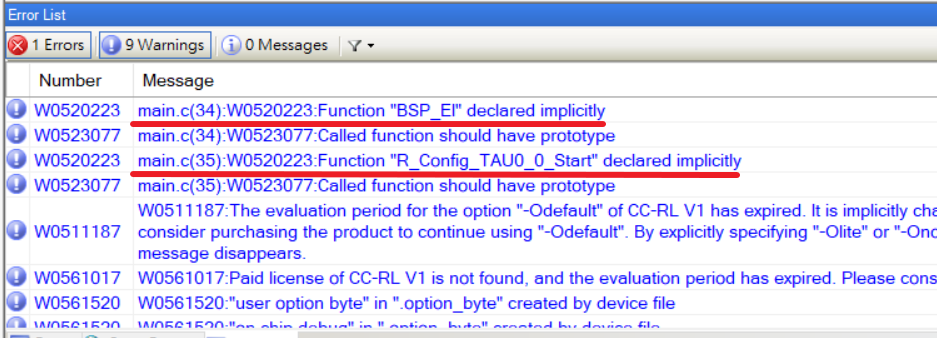 Error List
1 Errors 9 Warnings 0 Messages
Number Message
W0520223 main.c(34):W0520223:Function "BSP_EI" declared implicitly
W0523077 main.c(34):W0523077:Called function should have prototype
W0520223 main.c(35):W0520223:Function "R_Config_TAU0_0_Start" declared implicitly
W0523077 main.c(35):W0523077:Called function should have prototype
W0511187:The evaluation period for the option "-Odefault" of CC-RL V1 has expired. It is implicitly cha
W0511187 consider purchasing the product to continue using "-Odefault". By explicitly specifying "-Olite" or "-Ono
message disappears.
W0561017 W0561017:Paid license of CC-RL V1 is not found, and the evaluation period has expired. Please cons
W0561520 W0561520:"user option byte" in ".option_byte" created by device file
W0561520 W0561520:"on-chip debug" in ".option_byte" created by device file